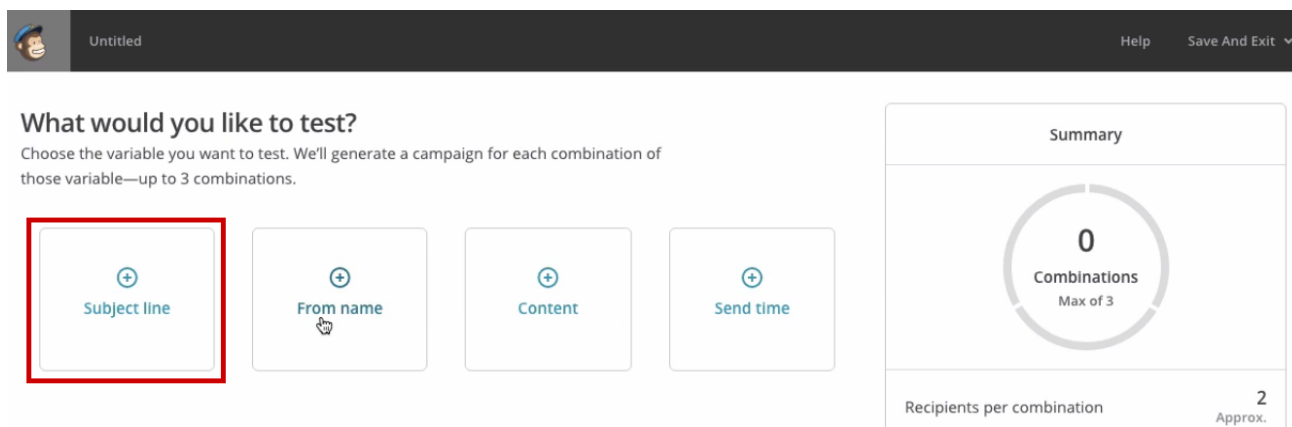 Untitled
Help
Save And Exit
What would you like to test?
Choose the variable you want to test. We'll generate a campaign for each combination of
those variable—up to 3 combinations.
Subject line
From name
Content
Send time
Summary
0
Combinations
Max of 3
Recipients per combination
2
Approx.